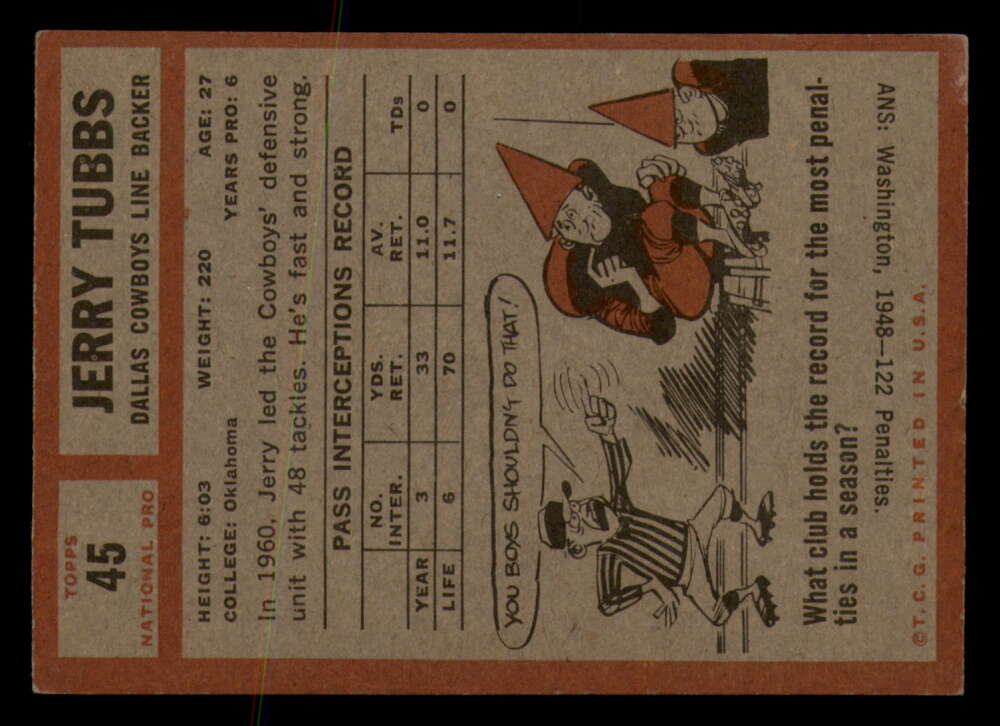 TOPPS
45
NATIONAL PRO
JERRY TUBBS
DALLAS COWBOYS LINE BACKER
HEIGHT: 6:03 WEIGHT: 220 AGE: 27
COLLEGE: Oklahoma YEARS PRO: 6
In 1960, Jerry led the Cowboys' defensive
unit with 48 tackles. He's fast and strong.
PASS INTERCEPTIONS RECORD
NO. YDS. AV.
INTER. RET. RET. TDs
YEAR 3 33 11.0 0
LIFE 6 70 11.7 0
YOU BOYS SHOULDN'T DO THAT!
What club holds the record for the most penal-
ties in a season?
ANS: Washington, 1948—122 Penalties.
©T. C. G. PRINTED IN U.S.A.